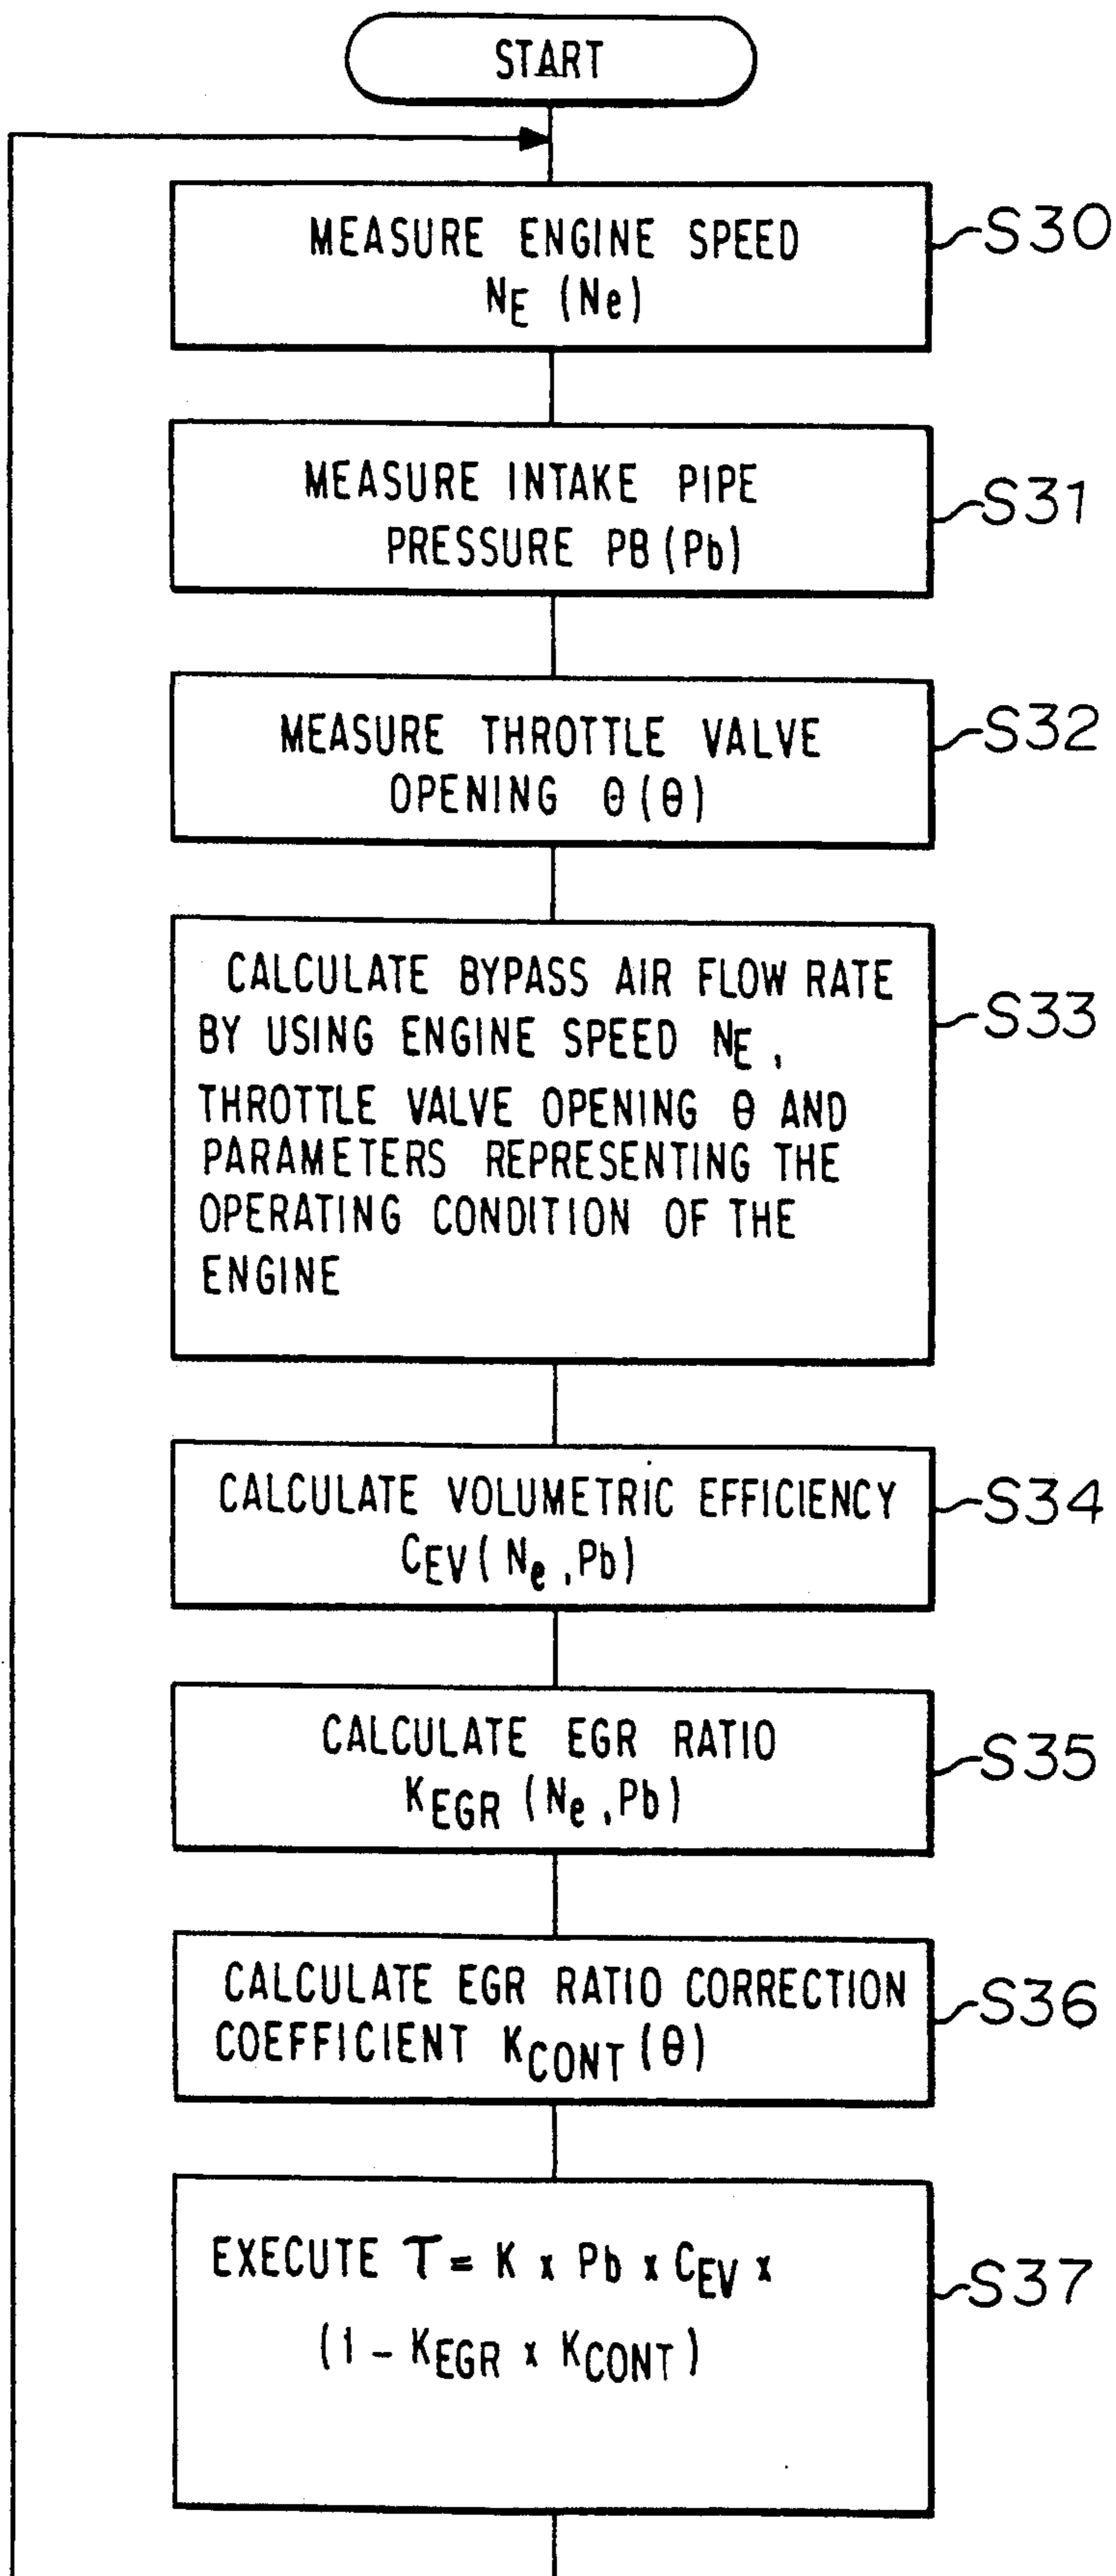 START
MEASURE ENGINE SPEED
NE (Ne)
S30
MEASURE INTAKE PIPE
PRESSURE PB (Pb)
S31
MEASURE THROTTLE VALVE
OPENING θ (θ)
S32
CALCULATE BYPASS AIR FLOW RATE
BY USING ENGINE SPEED NE,
THROTTLE VALVE OPENING θ AND
PARAMETERS REPRESENTING THE
OPERATING CONDITION OF THE
ENGINE
S33
CALCULATE VOLUMETRIC EFFICIENCY
CEV (Ne, Pb)
S34
CALCULATE EGR RATIO
KEGR (Ne, Pb)
S35
CALCULATE EGR RATIO CORRECTION
COEFFICIENT KCONT (θ)
S36
EXECUTE τ = K x Pb x CEV x
(1 - KEGR x KCONT)
S37